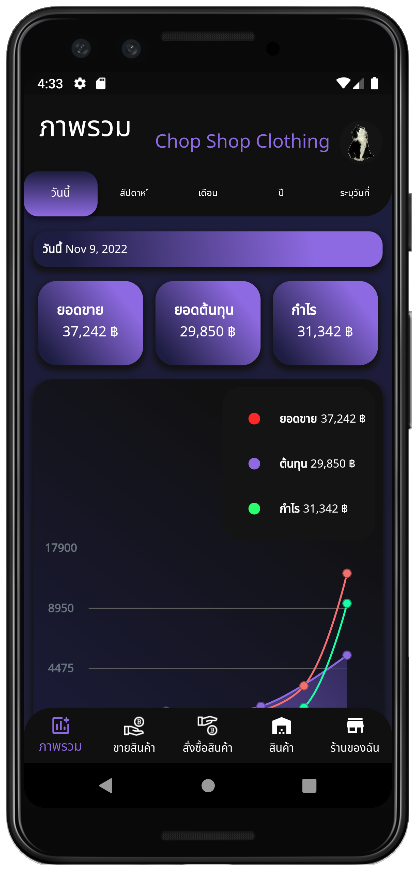 4:33
ภาพรวม
Chop Shop Clothing
วันนี้ สัปดาห์ เดือน ปี ระบุวันที่
วันนี้ Nov 9, 2022
ยอดขาย ยอดต้นทุน กำไร
37,242 ฿ 29,850 ฿ 31,342 ฿
ยอดขาย 37,242 ฿
ต้นทุน 29,850 ฿
กำไร 31,342 ฿
17900
8950
4475
ภาพรวม ขายสินค้า สั่งซื้อสินค้า สินค้า ร้านของฉัน